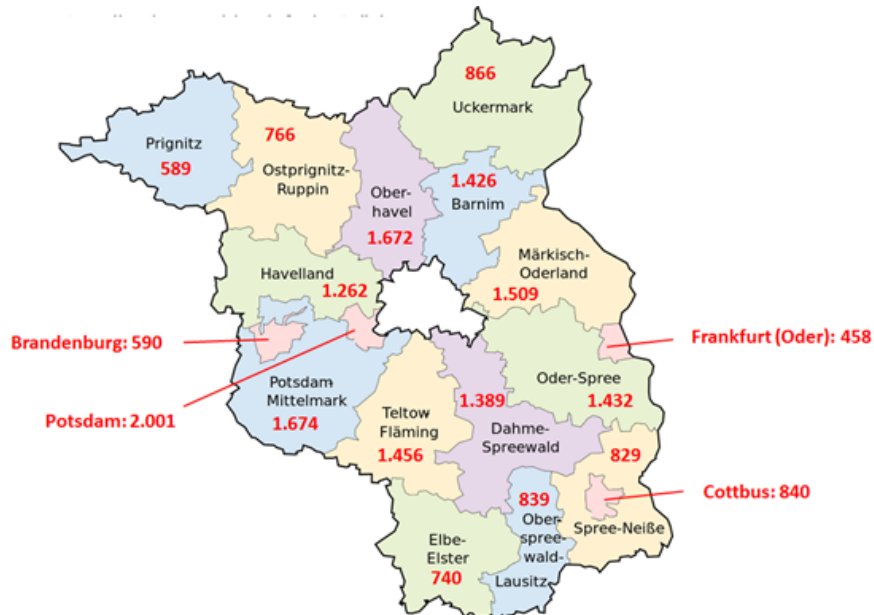 866
Uckermark
Prignitz
589
766
Ostprignitz-
Ruppin
Ober-
havel
1.672
1.426
Barnim
Märkisch-
Oderland
1.509
Havelland
1.262
Brandenburg: 590
Frankfurt (Oder): 458
Potsdam: 2.001
Potsdam
Mittelmark
1.674
Teltow
Fläming
1.456
1.389
Dahme-
Spreewald
Oder-Spree
1.432
829
Spree-Neiße
Cottbus: 840
839
Ober
spree-
wald-
Lausitz
Elbe-
Elster
740